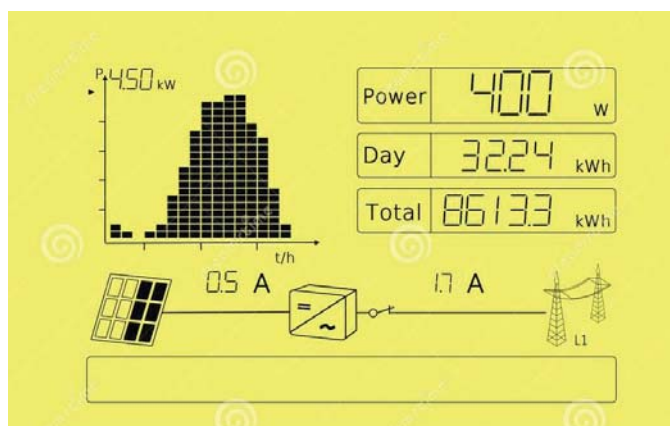 P 4.50 kW
Power 400 W
Day 32.24 kWh
Total 8613.3 kWh
t/h
0.5 A
1.7 A
=
~
L1